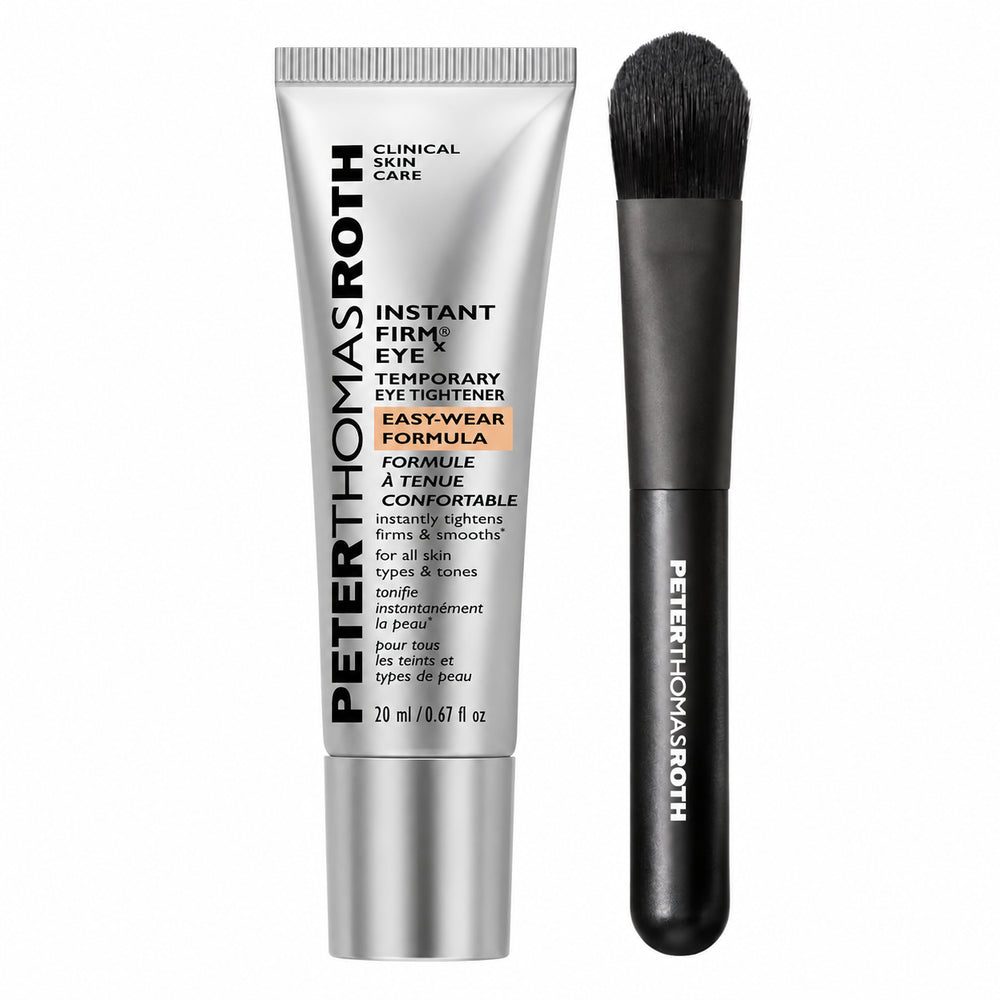 PETERTHOMASROTH
CLINICAL
SKIN
CARE
INSTANT
FIRMx®
EYE
TEMPORARY
EYE TIGHTENER
EASY-WEAR
FORMULA
FORMULE
À TENUE
CONFORTABLE
instantly tightens
firms & smooths*
for all skin
types & tones
tonifie
instantanément
la peau*
pour tous
les teints et
types de peau
20 ml / 0.67 fl oz
PETERTHOMASROTH